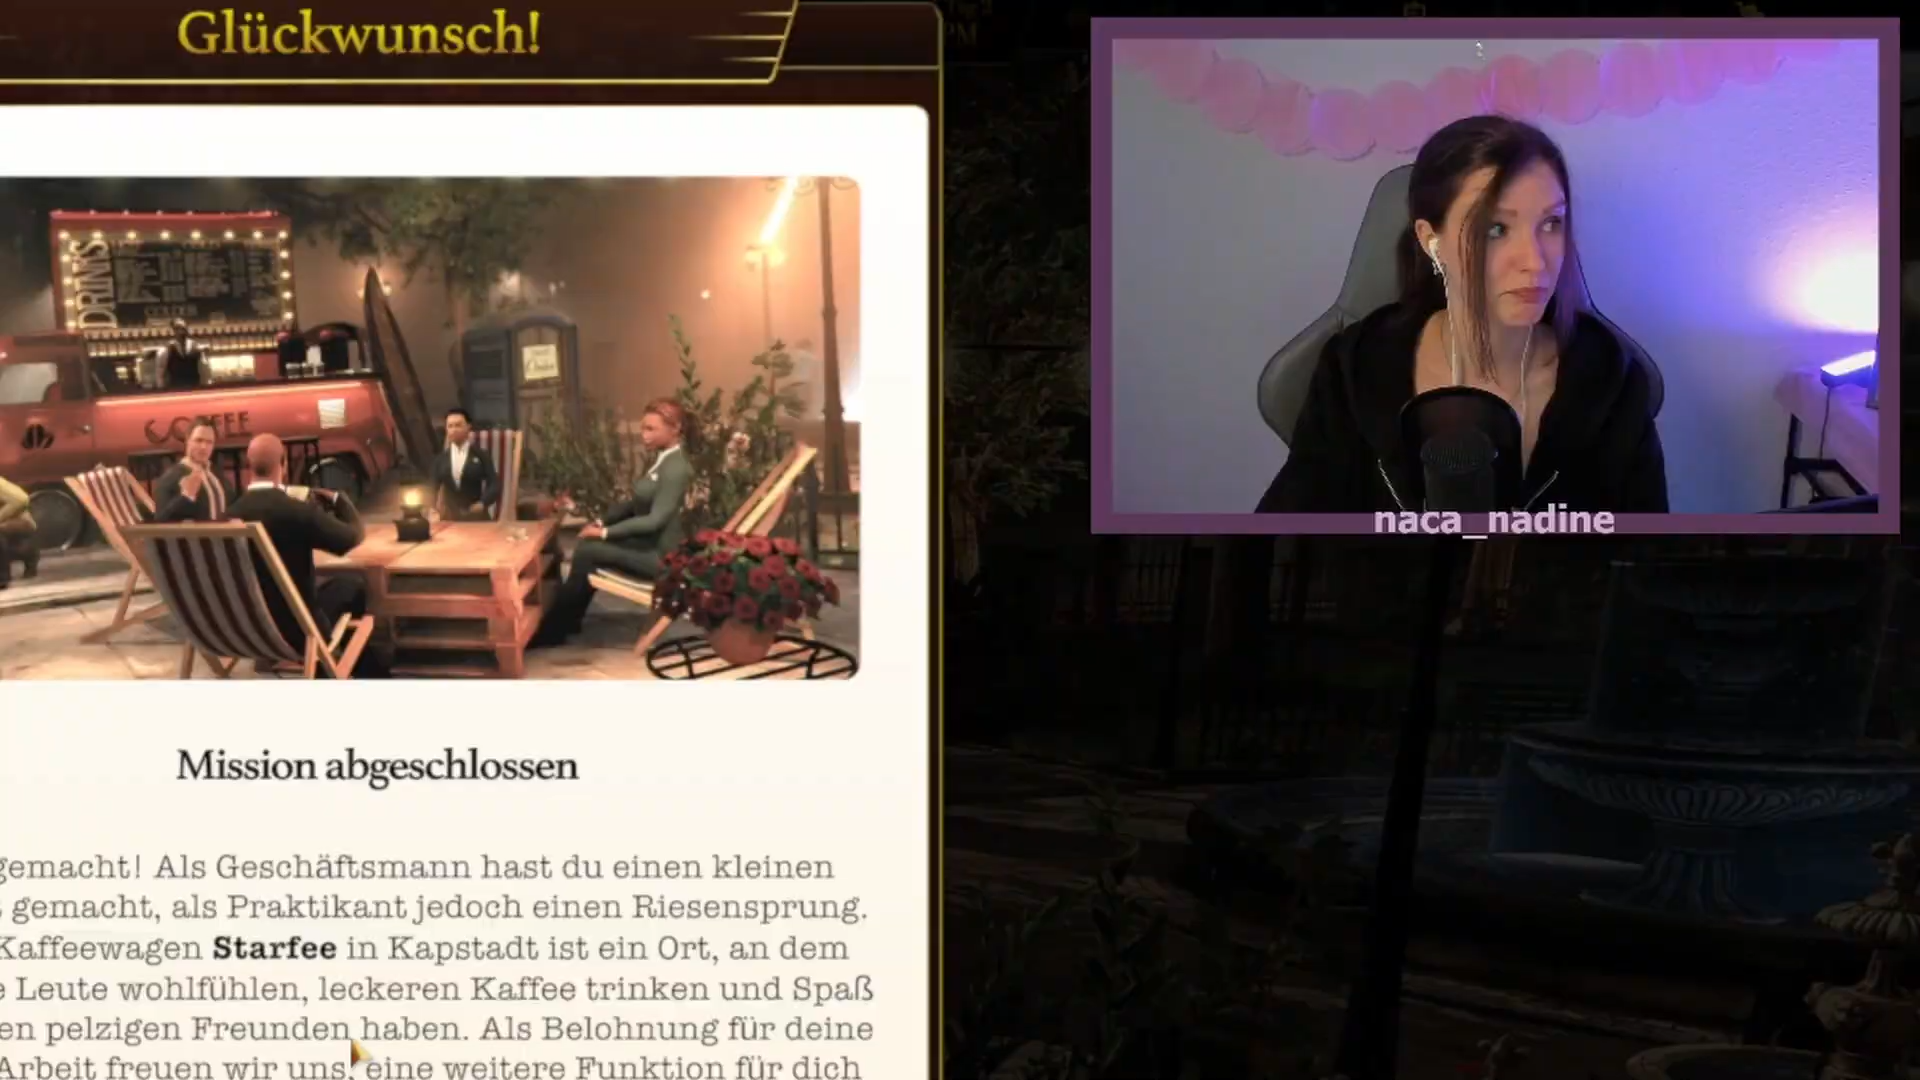 Glückwunsch!
PM
DRINKS
COFFEE
naca_nadine
Mission abgeschlossen
gemacht! Als Geschäftsmann hast du einen kleinen
gemacht, als Praktikant jedoch einen Riesensprung.
Kaffeewagen Starfee in Kapstadt ist ein Ort, an dem
e Leute wohlfühlen, leckeren Kaffee trinken und Spaß
en pelzigen Freunden haben. Als Belohnung für deine
Arbeit freuen wir uns, eine weitere Funktion für dich